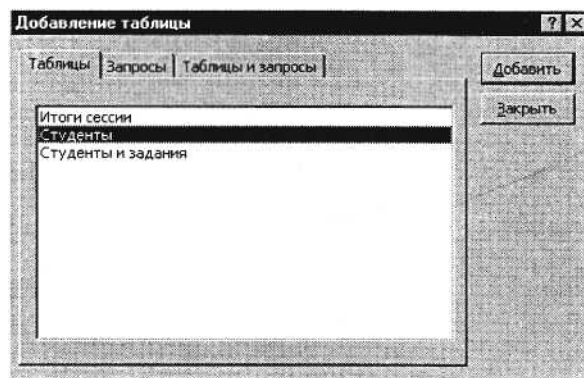 Добавление таблицы
Таблицы Запросы Таблицы и запросы
Добавить
Закрыть
Итоги сессии
Студенты
Студенты и задания